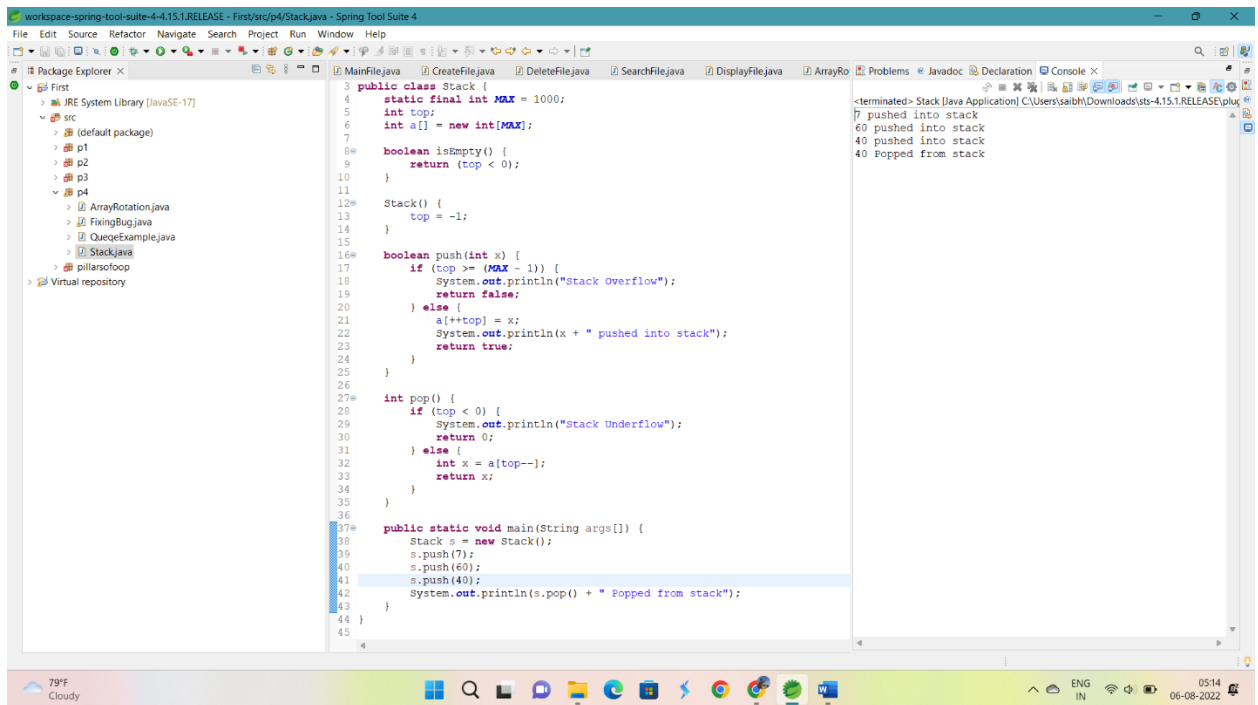 workspace-spring-tool-suite-4-4.15.1.RELEASE - First/src/p4/Stack.java - Spring Tool Suite 4
File Edit Source Refactor Navigate Search Project Run Window Help
Package Explorer
First
JRE System Library [JavaSE-17]
src
(default package)
p1
p2
p3
p4
ArrayRotation.java
FixingBug.java
QueqeExample.java
Stack.java
pillarsofoop
Virtual repository
MainFile.java CreateFile.java DeleteFile.java SearchFile.java DisplayFile.java ArrayRo
3 public class Stack {
4 static final int MAX = 1000;
5 int top;
6 int a[] = new int[MAX];
7
8 boolean isEmpty() {
9 return (top < 0);
10 }
11
12 Stack() {
13 top = -1;
14 }
15
16 boolean push(int x) {
17 if (top >= (MAX - 1)) {
18 System.out.println("Stack Overflow");
19 return false;
20 } else {
21 a[++top] = x;
22 System.out.println(x + " pushed into stack");
23 return true;
24 }
25 }
26
27 int pop() {
28 if (top < 0) {
29 System.out.println("Stack Underflow");
30 return 0;
31 } else {
32 int x = a[top--];
33 return x;
34 }
35 }
36
37 public static void main(String args[]) {
38 Stack s = new Stack();
39 s.push(7);
40 s.push(60);
41 s.push(40);
42 System.out.println(s.pop() + " Popped from stack");
43 }
44 }
45
Problems Javadoc Declaration Console
<terminated> Stack [Java Application] C:\Users\saibh\Downloads\sts-4.15.1.RELEASE\plug
7 pushed into stack
60 pushed into stack
40 pushed into stack
40 Popped from stack
79°F
Cloudy
ENG
IN
05:14
06-08-2022